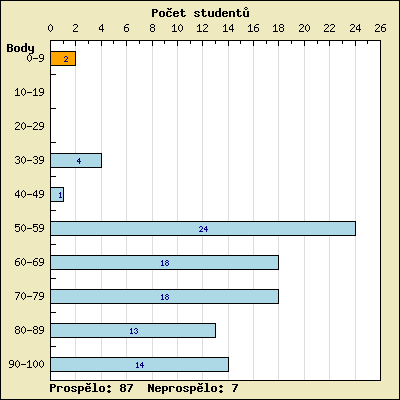 Počet studentů
0 2 4 6 8 10 12 14 16 18 20 22 24 26
Body
0-9 2
10-19
20-29
30-39 4
40-49 1
50-59 24
60-69 18
70-79 18
80-89 13
90-100 14
Prospělo: 87 Neprospělo: 7